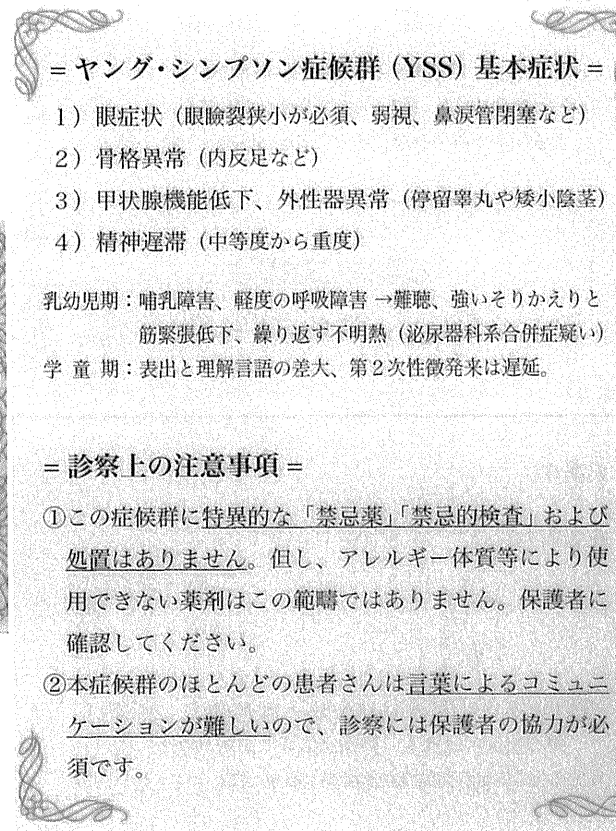 = ヤング・シンプソン症候群（YSS）基本症状 =
１）眼症状（眼瞼裂狭小が必須、弱視、鼻涙管閉塞など）
２）骨格異常（内反足など）
３）甲状腺機能低下、外性器異常（停留睾丸や矮小陰茎）
４）精神遅滞（中等度から重度）
乳幼児期：哺乳障害、軽度の呼吸障害 →難聴、強いそりかえりと
筋緊張低下、繰り返す不明熱（泌尿器科系合併症疑い）
学 童 期：表出と理解言語の差大、第２次性徴発来は遅延。
= 診察上の注意事項 =
①この症候群に特異的な「禁忌薬」「禁忌的検査」および
処置はありません。但し、アレルギー体質等により使
用できない薬剤はこの範疇ではありません。保護者に
確認してください。
②本症候群のほとんどの患者さんは言葉によるコミュニ
ケーションが難しいので、診察には保護者の協力が必
須です。